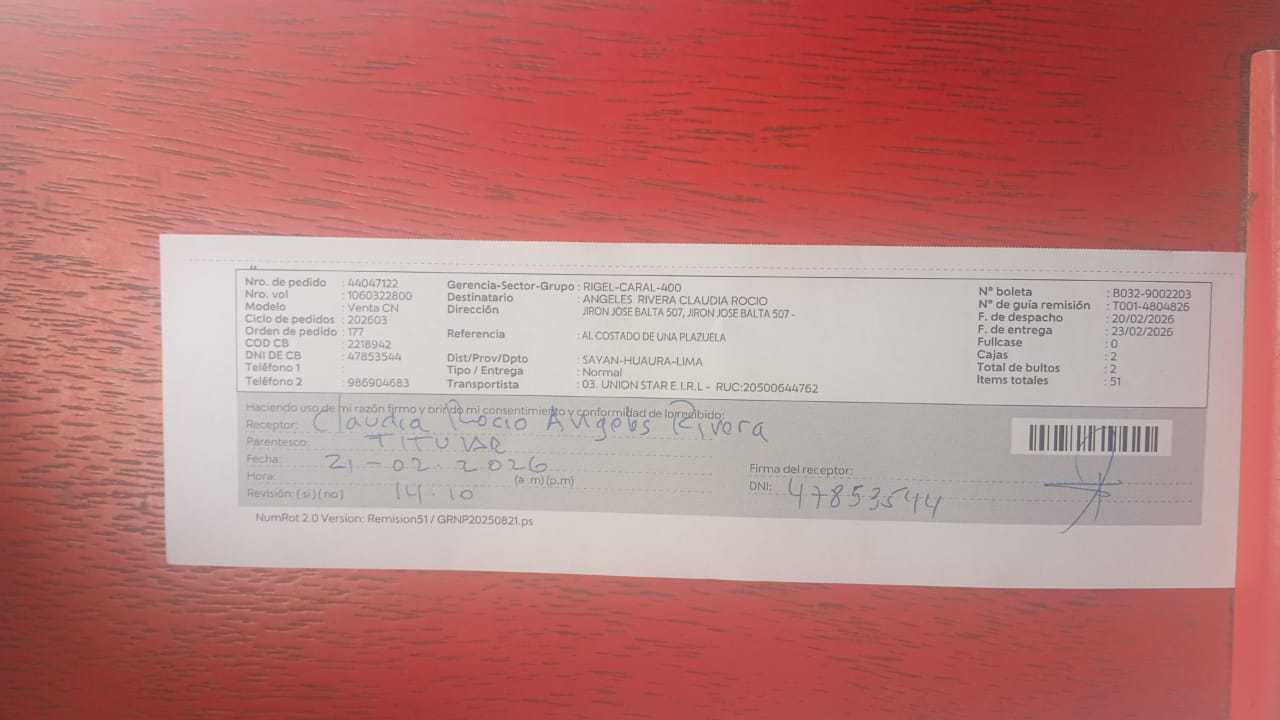 Nro. de pedido : 44047122
Nro. vol : 1060322800
Modelo : Venta CN
Ciclo de pedidos : 202603
Orden de pedido : 177
COD CB : 2218942
DNI DE CB : 47853544
Teléfono 1 :
Teléfono 2 : 986904683
Gerencia-Sector-Grupo : RIGEL-CARAL-400
Destinatario : ANGELES RIVERA CLAUDIA ROCIO
Dirección JIRON JOSE BALTA 507, JIRON JOSE BALTA 507 -
Referencia : AL COSTADO DE UNA PLAZUELA
Dist/Prov/Dpto : SAYAN-HUAURA-LIMA
Tipo / Entrega : Normal
Transportista : 03. UNION STAR E.I.R.L - RUC:20500644762
N° boleta : B032-9002203
N° de guía remisión : T001-4804826
F. de despacho : 20/02/2026
F. de entrega : 23/02/2026
Fullcase : 0
Cajas : 2
Total de bultos : 2
Items totales : 51
Haciendo uso de mi razón firmo y brindo mi consentimiento y conformidad de lo recibido:
Receptor: Claudia Rocio Angeles Rivera
Parentesco: TITULAR
Fecha: 21-02.2026
Hora: (a.m)(p.m)
Revisión: (si)(no) 14.10
Firma del receptor:
DNI: 47853544
NumRot 2.0 Version: Remision51 / GRNP20250821.ps